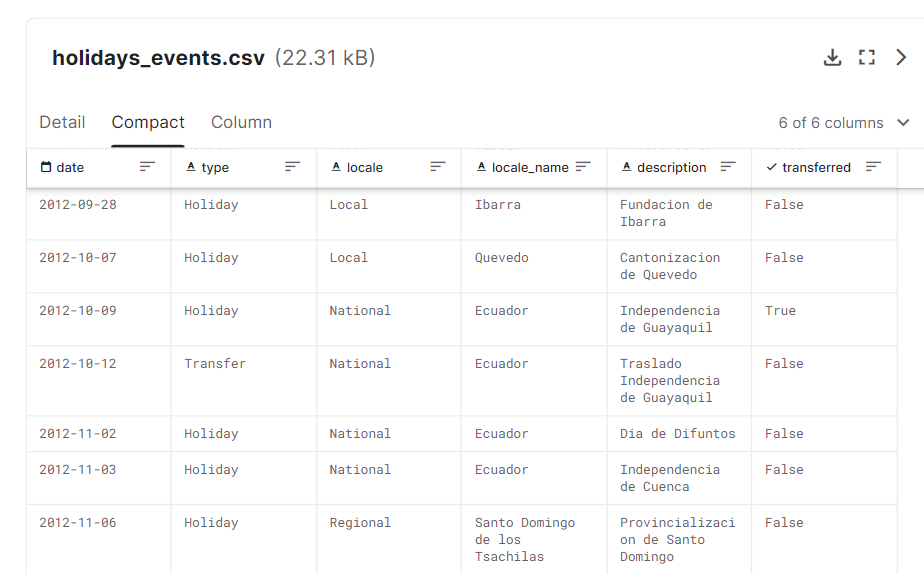 holidays_events.csv (22.31 kB)
Detail Compact Column 6 of 6 columns
date type locale locale_name description transferred
2012-09-28 Holiday Local Ibarra Fundacion de False
Ibarra
2012-10-07 Holiday Local Quevedo Cantonizacion False
de Quevedo
2012-10-09 Holiday National Ecuador Independencia True
de Guayaquil
2012-10-12 Transfer National Ecuador Traslado False
Independencia
de Guayaquil
2012-11-02 Holiday National Ecuador Dia de Difuntos False
2012-11-03 Holiday National Ecuador Independencia False
de Cuenca
2012-11-06 Holiday Regional Santo Domingo Provincializaci False
de los on de Santo
Tsachilas Domingo